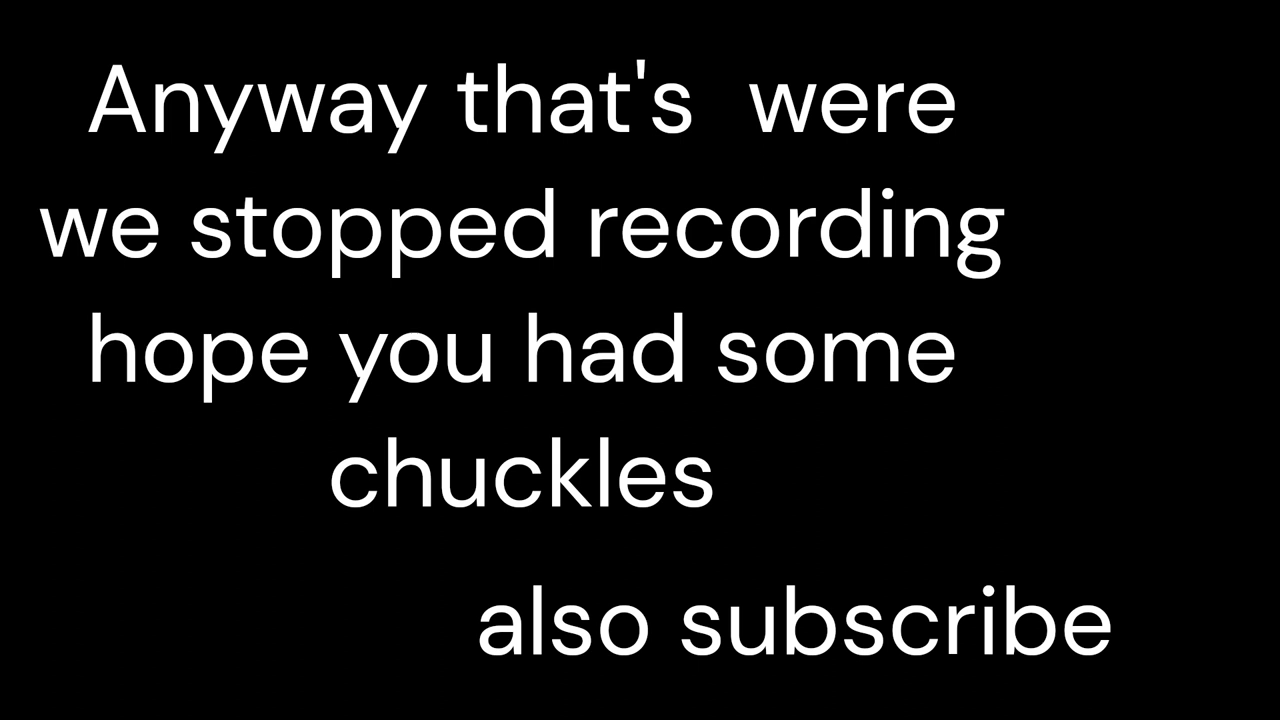 Anyway that's  were
we stopped recording
hope you had some
chuckles
also subscribe